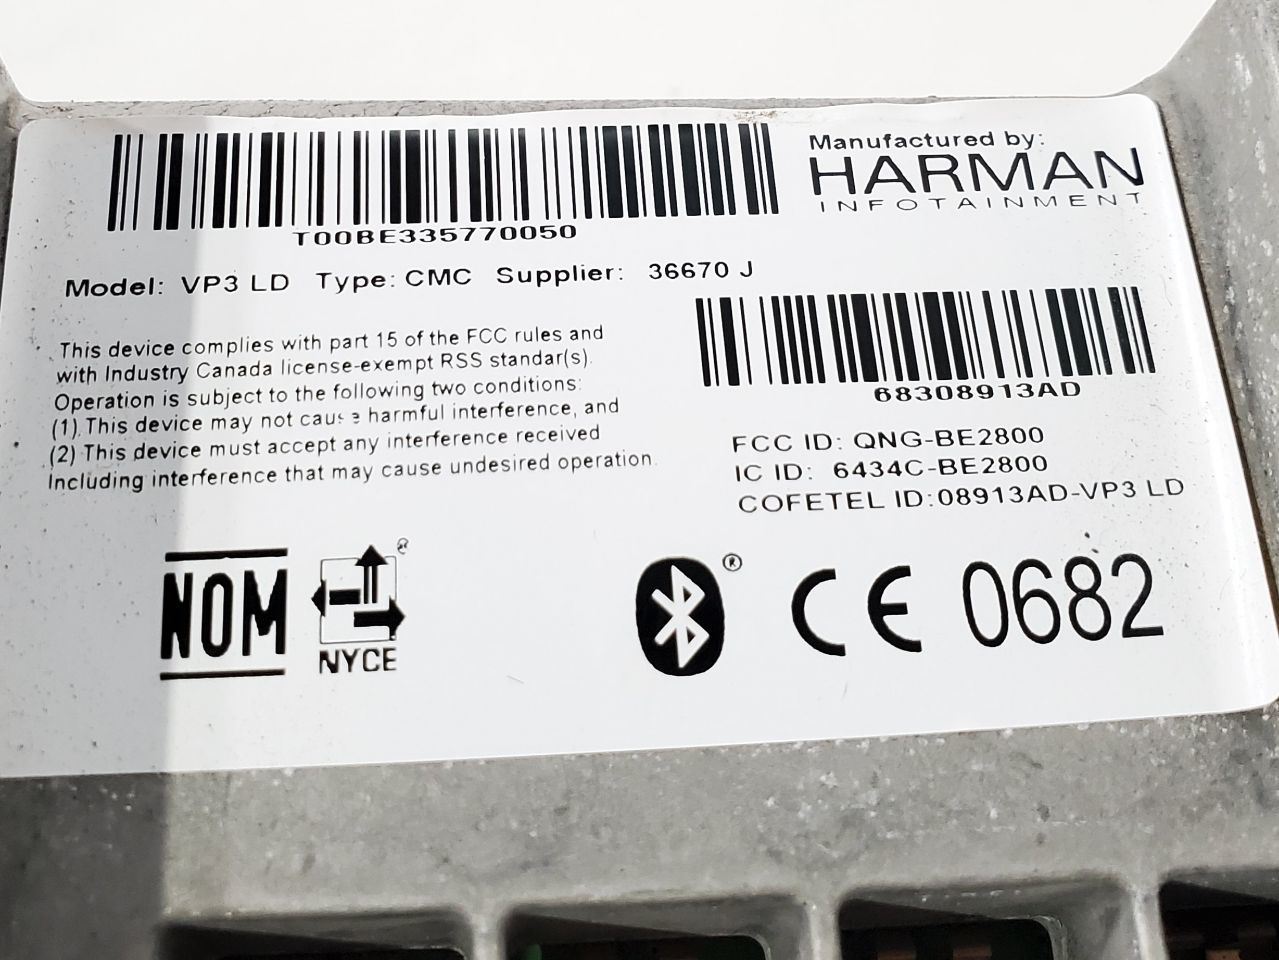 Manufactured by:
HARMAN
INFOTAINMENT
T00BE335770050
Model: VP3 LD Type: CMC Supplier: 36670 J
This device complies with part 15 of the FCC rules and
with Industry Canada license-exempt RSS standar(s).
Operation is subject to the following two conditions:
(1) This device may not cause harmful interference, and
(2) This device must accept any interference received
Including interference that may cause undesired operation.
68308913AD
FCC ID: QNG-BE2800
IC ID: 6434C-BE2800
COFETEL ID:08913AD-VP3 LD
NOM
NYCE
®
CE 0682